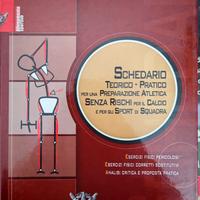 SCHEDARIO
TEORICO - PRATICO
PER UNA PREPARAZIONE ATLETICA
SENZA RISCHI PER IL CALCIO
E PER GLI SPORT DI SQUADRA
ESERCIZI FISICI PERICOLOSI
ESERCIZI FISICI CORRETTI SOSTITUTIVI
ANALISI CRITICA E PROPOSTA PRATICA